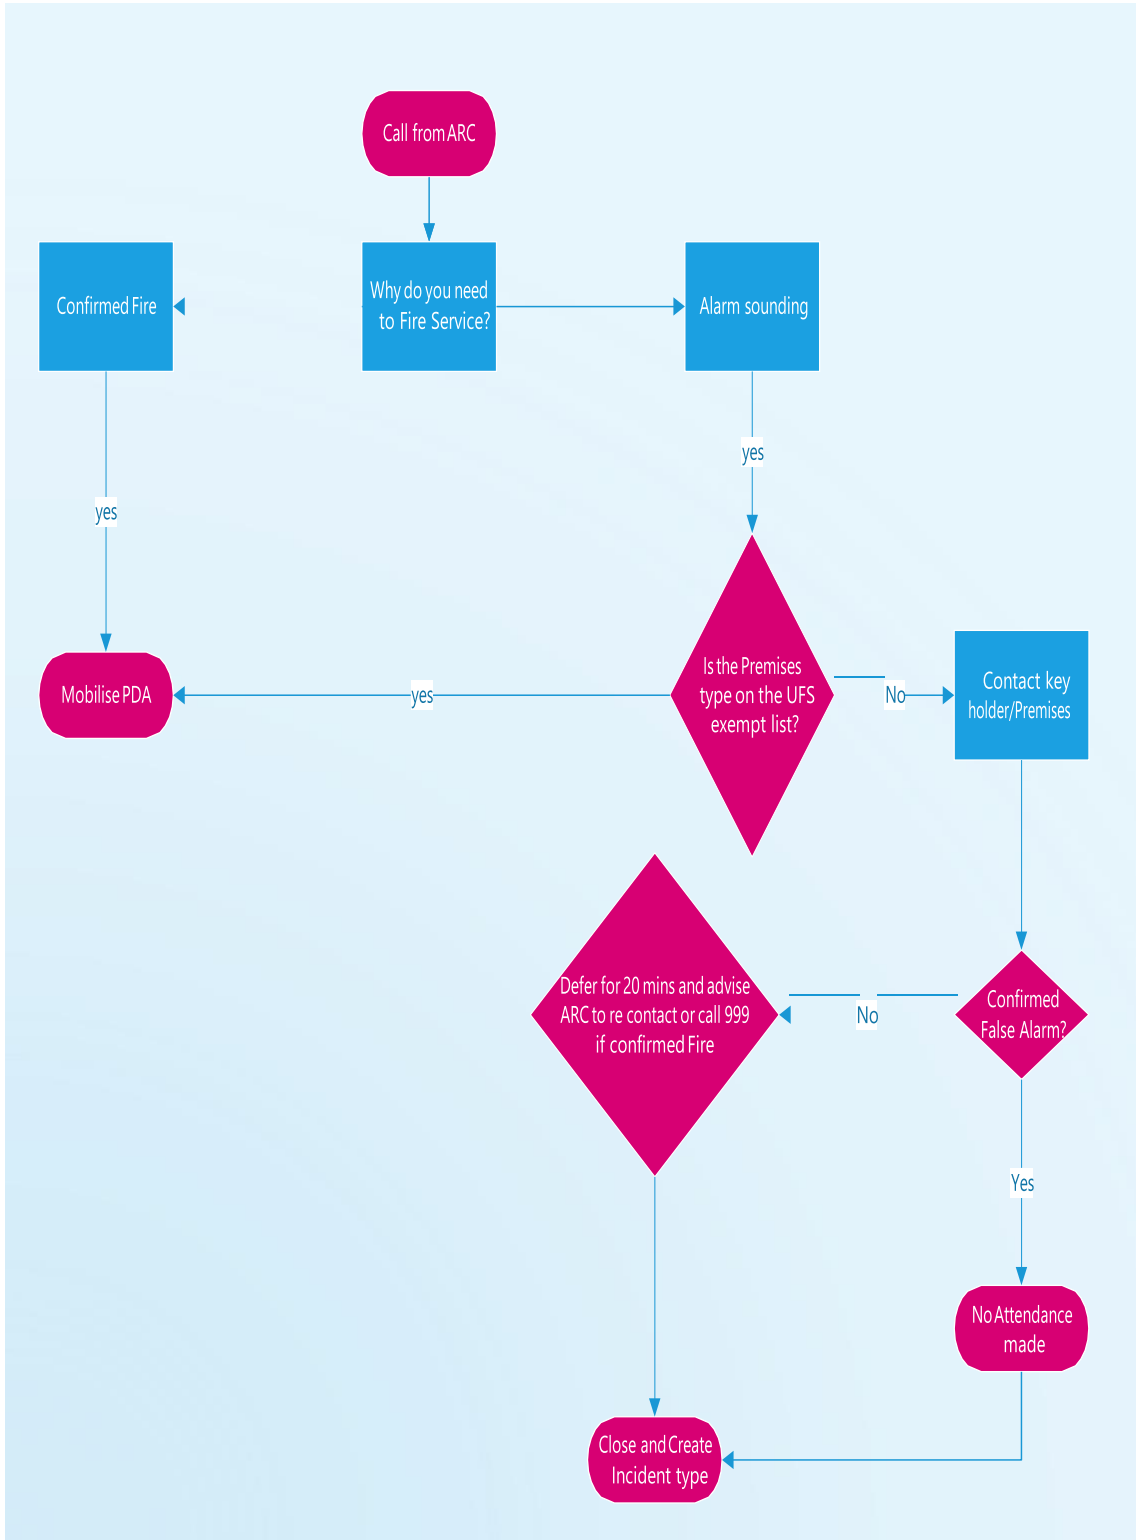 Call from ARC
Confirmed Fire
Why do you need
to Fire Service?
Alarm sounding
yes
yes
Is the Premises
type on the UFS
exempt list?
Mobilise PDA
yes
No
Contact key
holder/Premises
Defer for 20 mins and advise
ARC to re contact or call 999
if confirmed Fire
No
Confirmed
False Alarm?
Yes
No Attendance
made
Close and Create
Incident type